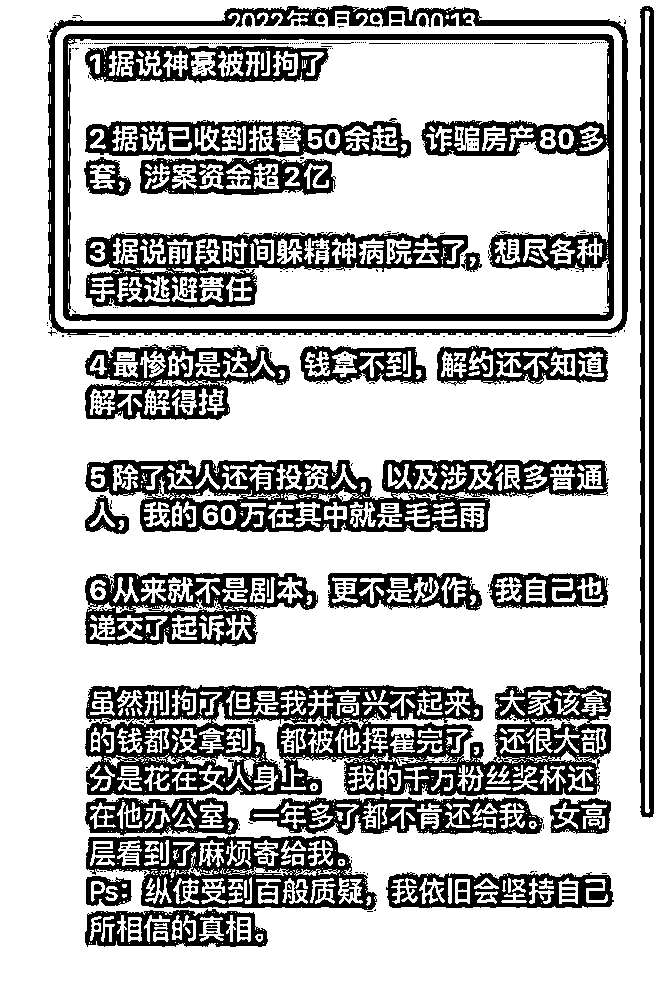 2022年9月29日 00:13
1据说神豪被刑拘了
2据说已收到报警50余起，诈骗房产80多
套，涉案资金超2亿
3据说前段时间躲精神病院去了，想尽各种
手段逃避责任
4最惨的是达人，钱拿不到，解约还不知道
解不解得掉
5除了达人还有投资人，以及涉及很多普通
人，我的60万在其中就是毛毛雨
6从来就不是剧本，更不是炒作，我自己也
递交了起诉状
虽然刑拘了但是我并高兴不起来，大家该拿
的钱都没拿到，都被他挥霍完了，还很大部
分是花在女人身上。 我的千万粉丝奖杯还
在他办公室，一年多了都不肯还给我。女高
层看到了麻烦寄给我。
Ps：纵使受到百般质疑，我依旧会坚持自己
所相信的真相。